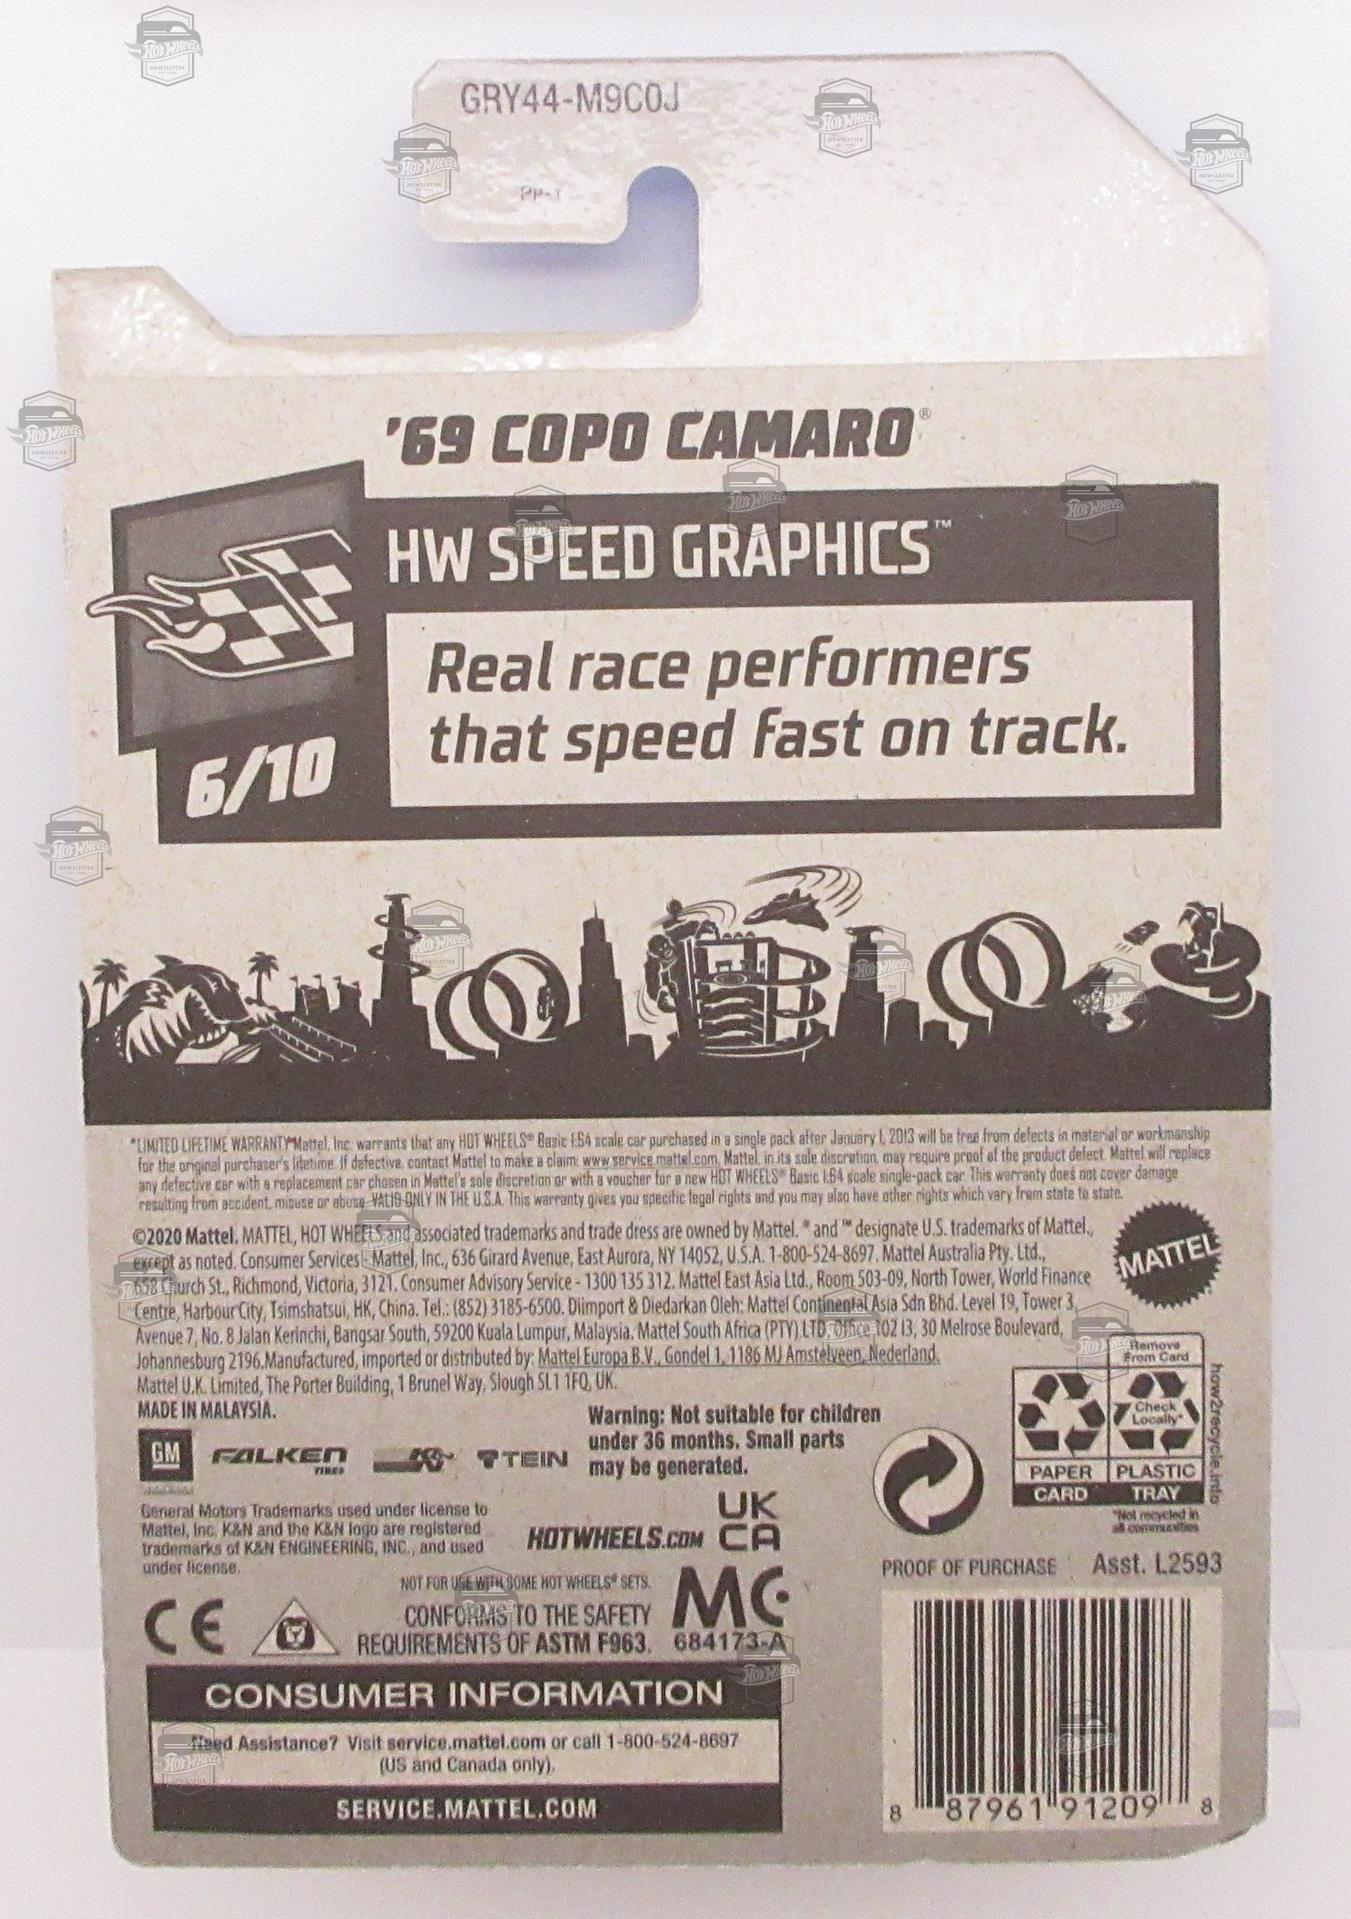 GRY44-M9C0J
PP-T
'69 COPO CAMARO®
HW SPEED GRAPHICS™
Real race performers
that speed fast on track.
6/10
*LIMITED LIFETIME WARRANTY Mattel, Inc. warrants that any HOT WHEELS® Basic 1:64 scale car purchased in a single pack after January 1, 2013 will be free from defects in material or workmanship
for the original purchaser's lifetime. If defective, contact Mattel to make a claim: www.service.mattel.com. Mattel, in its sole discretion, may require proof of the product defect. Mattel will replace
any defective car with a replacement car chosen in Mattel's sole discretion or with a voucher for a new HOT WHEELS® Basic 1:64 scale single-pack car. This warranty does not cover damage
resulting from accident, misuse or abuse. VALID ONLY IN THE U.S.A. This warranty gives you specific legal rights and you may also have other rights which vary from state to state.
©2020 Mattel. MATTEL, HOT WHEELS and associated trademarks and trade dress are owned by Mattel. ® and ™ designate U.S. trademarks of Mattel,
except as noted. Consumer Services - Mattel, Inc., 636 Girard Avenue, East Aurora, NY 14052, U.S.A. 1-800-524-8697. Mattel Australia Pty. Ltd.,
658 Church St., Richmond, Victoria, 3121. Consumer Advisory Service - 1300 135 312. Mattel East Asia Ltd., Room 503-09, North Tower, World Finance
Centre, Harbour City, Tsimshatsui, HK, China. Tel.: (852) 3185-6500. Diimport & Diedarkan Oleh: Mattel Continental Asia Sdn Bhd. Level 19, Tower 3,
Avenue 7, No. 8 Jalan Kerinchi, Bangsar South, 59200 Kuala Lumpur, Malaysia. Mattel South Africa (PTY) LTD, Office 102 I3, 30 Melrose Boulevard,
Johannesburg 2196. Manufactured, imported or distributed by: Mattel Europa B.V., Gondel 1, 1186 MJ Amstelveen, Nederland.
Mattel U.K. Limited, The Porter Building, 1 Brunel Way, Slough SL1 1FQ, UK.
MADE IN MALAYSIA.
MATTEL
GM
FALKEN
TIRES
K&N
TEIN
Warning: Not suitable for children
under 36 months. Small parts
may be generated.
Remove
From Card
Check
Locally*
PAPER
PLASTIC
CARD
TRAY
how2recycle.info
*Not recycled in
all communities
General Motors Trademarks used under license to
Mattel, Inc. K&N and the K&N logo are registered
trademarks of K&N ENGINEERING, INC., and used
under license.
HOTWHEELS.COM
UK
CA
NOT FOR USE WITH SOME HOT WHEELS® SETS.
CE
CONFORMS TO THE SAFETY
REQUIREMENTS OF ASTM F963.
MC
684173-A
PROOF OF PURCHASE
Asst. L2593
CONSUMER INFORMATION
Need Assistance? Visit service.mattel.com or call 1-800-524-8697
(US and Canada only).
SERVICE.MATTEL.COM
8 87961 91209 8